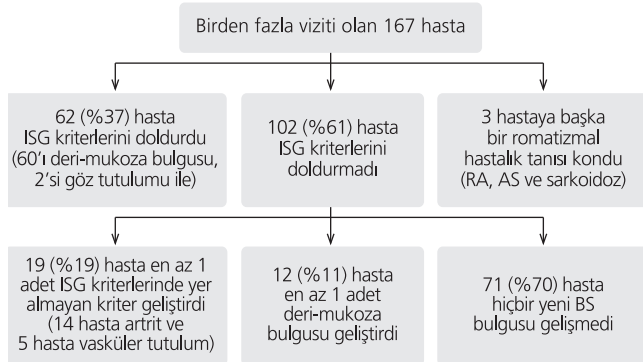 Birden fazla viziti olan 167 hasta
62 (%37) hasta
ISG kriterlerini doldurdu
(60'ı deri-mukoza bulgusu,
2'si göz tutulumu ile)
102 (%61) hasta
ISG kriterlerini
doldurmadı
3 hastaya başka
bir romatizmal
hastalık tanısı kondu
(RA, AS ve sarkoidoz)
19 (%19) hasta en az 1
adet ISG kriterlerinde yer
almayan kriter geliştirdi
(14 hasta artrit ve
5 hasta vasküler tutulum)
12 (%11) hasta
en az 1 adet
deri-mukoza
bulgusu geliştirdi
71 (%70) hasta
hiçbir yeni BS
bulgusu gelişmedi